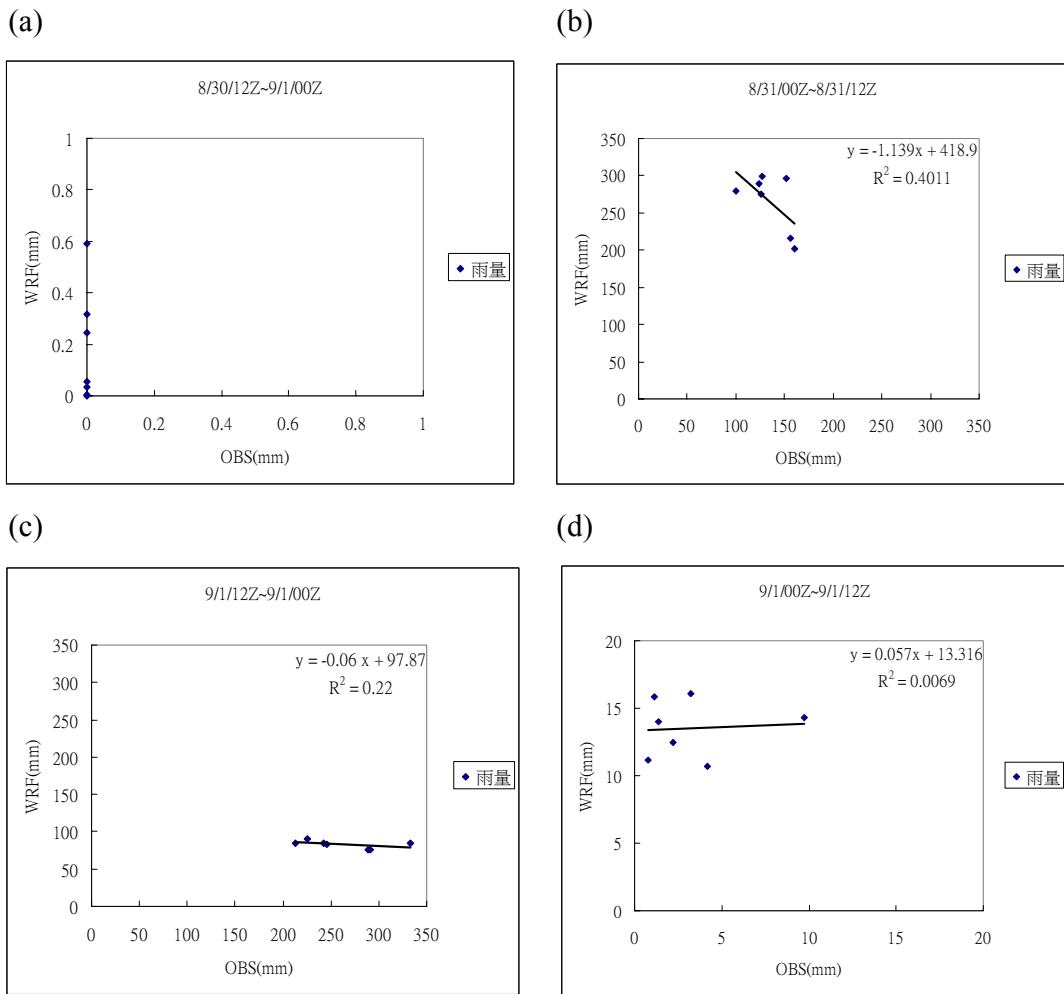 (a)
8/30/12Z~9/1/00Z
1
0.8
0.6
0.4
0.2
0
WRF(mm)
0 0.2 0.4 0.6 0.8 1
OBS(mm)
雨量
(b)
8/31/00Z~8/31/12Z
y = -1.139x + 418.9
R² = 0.4011
350
300
250
200
150
100
50
0
WRF(mm)
0 50 100 150 200 250 300 350
OBS(mm)
雨量
(c)
9/1/12Z~9/1/00Z
y = -0.06 x + 97.87
R² = 0.22
350
300
250
200
150
100
50
0
WRF(mm)
0 50 100 150 200 250 300 350
OBS(mm)
雨量
(d)
9/1/00Z~9/1/12Z
y = 0.057x + 13.316
R² = 0.0069
20
15
10
5
0
WRF(mm)
0 5 10 15 20
OBS(mm)
雨量